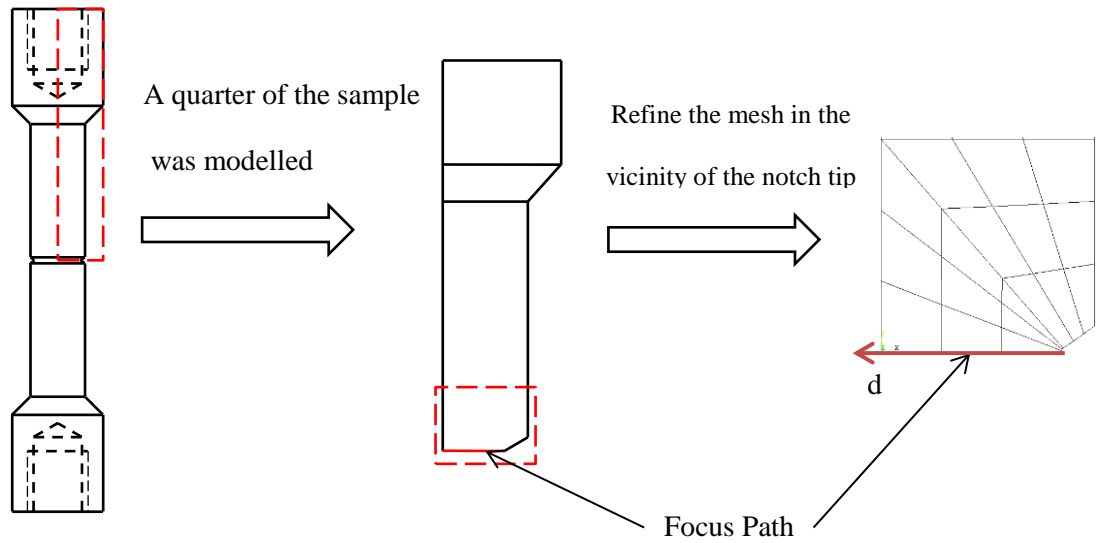 A quarter of the sample
was modelled
Refine the mesh in the
vicinity of the notch tip
d
Focus Path